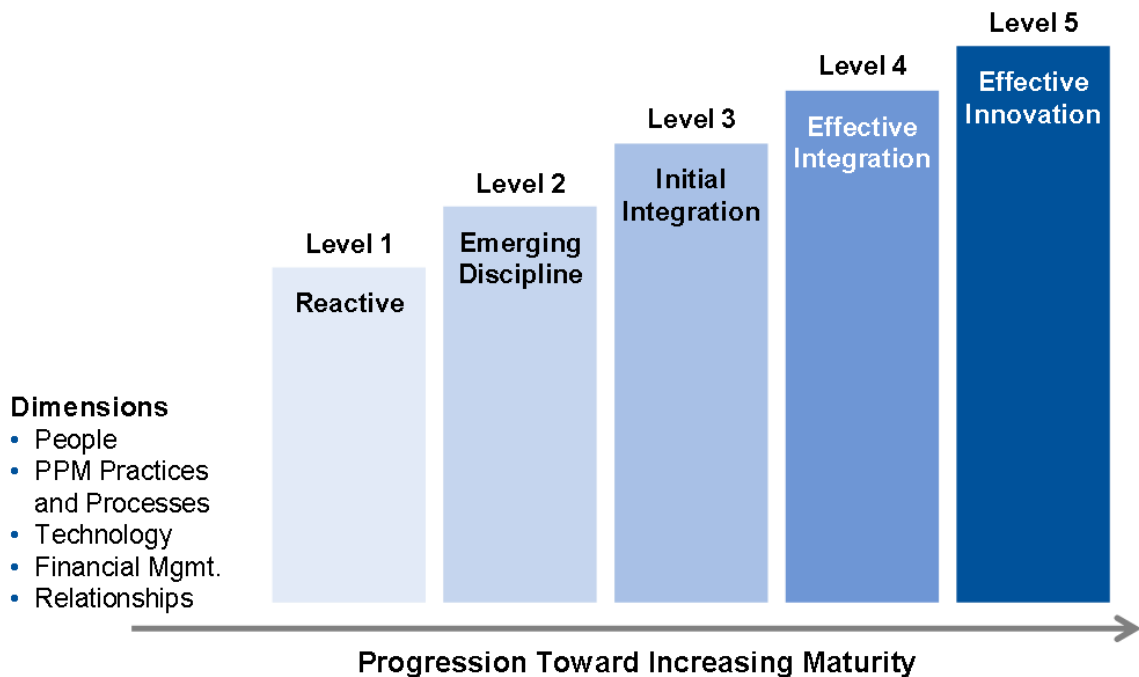 Level 1
Reactive
Level 2
Emerging
Discipline
Level 3
Initial
Integration
Level 4
Effective
Integration
Level 5
Effective
Innovation
Dimensions
• People
• PPM Practices
and Processes
• Technology
• Financial Mgmt.
• Relationships
Progression Toward Increasing Maturity